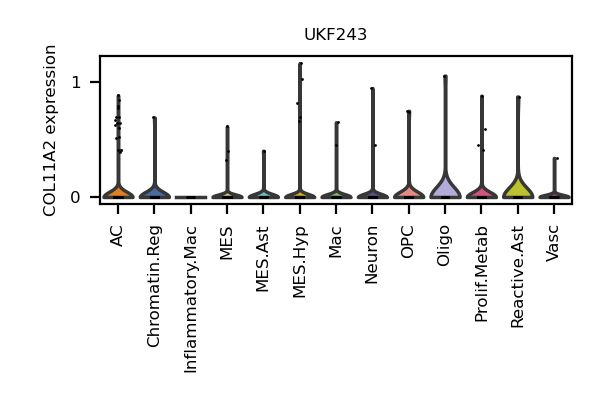 UKF243
COL11A2 expression
1
0
AC
Chromatin.Reg
Inflammatory.Mac
MES
MES.Ast
MES.Hyp
Mac
Neuron
OPC
Oligo
Prolif.Metab
Reactive.Ast
Vasc